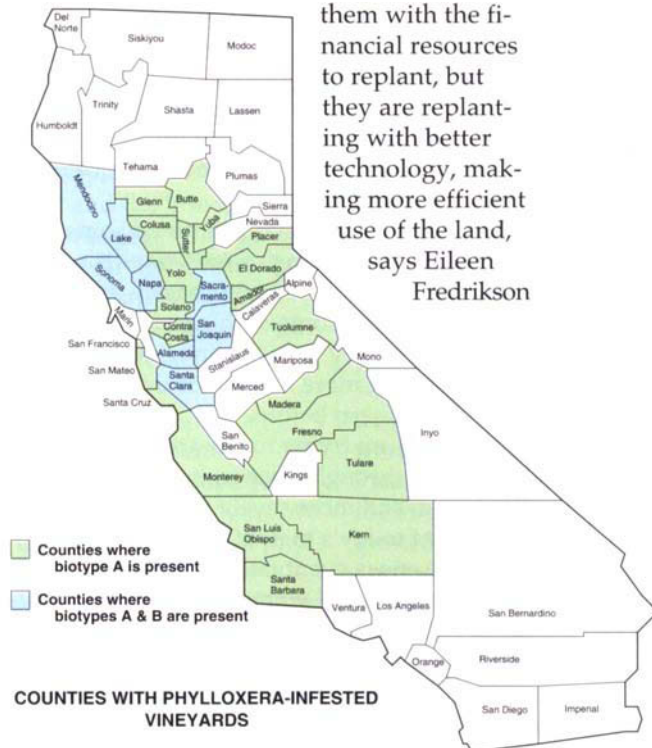 them with the fi-
nancial resources
to replant, but
they are replant-
ing with better
technology, mak-
ing more efficient
use of the land,
says Eileen
Fredrikson
Del
Norte
Siskiyou
Modoc
Humboldt
Trinity
Shasta
Lassen
Tehama
Plumas
Mendocino
Glenn
Butte
Sierra
Nevada
Lake
Colusa
Sutter
Yuba
Placer
Sonoma
Napa
Yolo
El Dorado
Sacra-
mento
Amador
Alpine
Solano
Calaveras
Marin
Contra
Costa
San
Joaquin
Tuolumne
San Francisco
Alameda
Stanislaus
Mono
San Mateo
Santa
Clara
Merced
Mariposa
Santa Cruz
Madera
Inyo
San
Benito
Fresno
Monterey
Kings
Tulare
San Luis
Obispo
Kern
Santa
Barbara
Ventura
Los Angeles
San Bernardino
Orange
Riverside
San Diego
Imperial
Counties where
biotype A is present
Counties where
biotypes A & B are present
COUNTIES WITH PHYLLOXERA-INFESTED
VINEYARDS